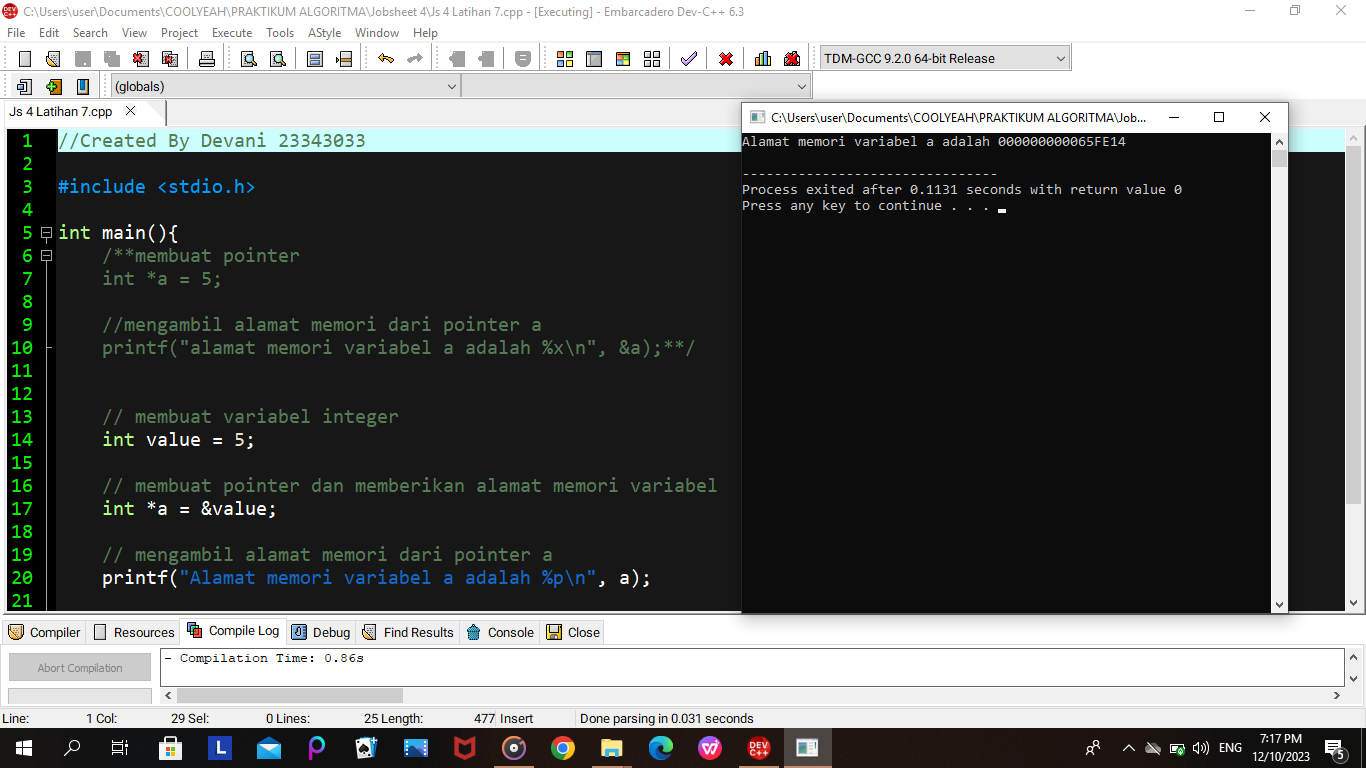 C:\Users\user\Documents\COOLYEAH\PRAKTIKUM ALGORITMA\Jobsheet 4\Js 4 Latihan 7.cpp - [Executing] - Embarcadero Dev-C++ 6.3
File Edit Search View Project Execute Tools AStyle Window Help
TDM-GCC 9.2.0 64-bit Release
(globals)
Js 4 Latihan 7.cpp
1 //Created By Devani 23343033
2
3 #include <stdio.h>
4
5 int main(){
6 /**membuat pointer
7 int *a = 5;
8
9 //mengambil alamat memori dari pointer a
10 printf("alamat memori variabel a adalah %x\n", &a);**/
11
12
13 // membuat variabel integer
14 int value = 5;
15
16 // membuat pointer dan memberikan alamat memori variabel
17 int *a = &value;
18
19 // mengambil alamat memori dari pointer a
20 printf("Alamat memori variabel a adalah %p\n", a);
21
C:\Users\user\Documents\COOLYEAH\PRAKTIKUM ALGORITMA\Job...
Alamat memori variabel a adalah 000000000065FE14
--------------------------------
Process exited after 0.1131 seconds with return value 0
Press any key to continue . . .
Compiler Resources Compile Log Debug Find Results Console Close
Abort Compilation
- Compilation Time: 0.86s
Line: 1 Col: 29 Sel: 0 Lines: 25 Length: 477 Insert Done parsing in 0.031 seconds
L
DEV C++
ENG
7:17 PM
12/10/2023
5